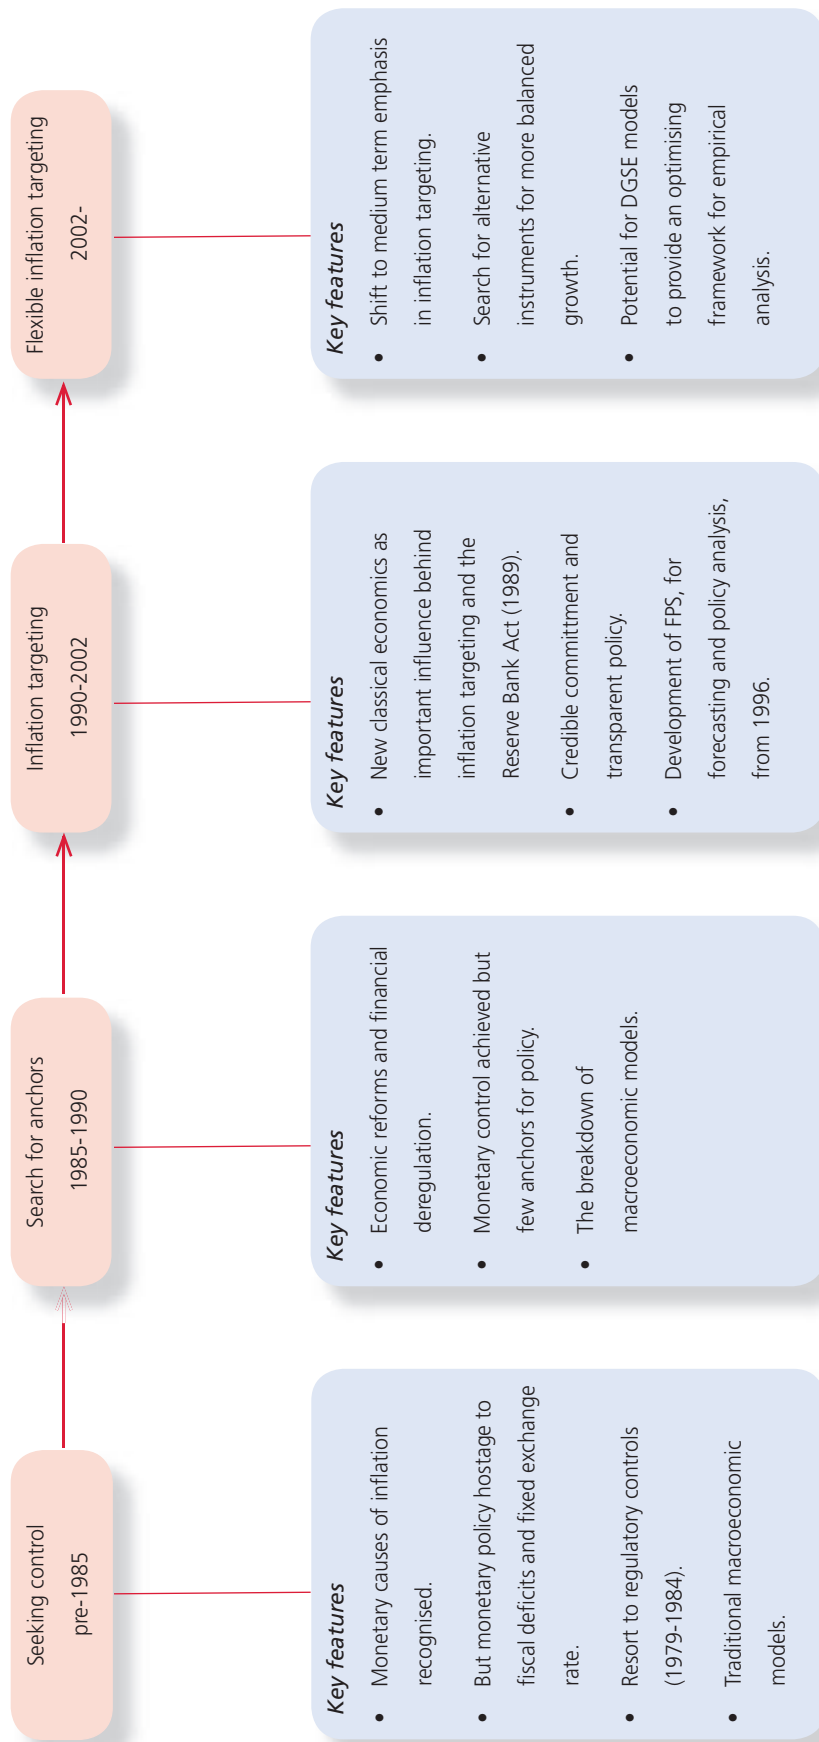 Seeking control
pre-1985
Key features
• Monetary causes of inflation
recognised.
• But monetary policy hostage to
fiscal deficits and fixed exchange
rate.
• Resort to regulatory controls
(1979-1984).
• Traditional macroeconomic
models.
Search for anchors
1985-1990
Key features
• Economic reforms and financial
deregulation.
• Monetary control achieved but
few anchors for policy.
• The breakdown of
macroeconomic models.
Inflation targeting
1990-2002
Key features
• New classical economics as
important influence behind
inflation targeting and the
Reserve Bank Act (1989).
• Credible committment and
transparent policy.
• Development of FPS, for
forecasting and policy analysis,
from 1996.
Flexible inflation targeting
2002-
Key features
• Shift to medium term emphasis
in inflation targeting.
• Search for alternative
instruments for more balanced
growth.
• Potential for DGSE models
to provide an optimising
framework for empirical
analysis.